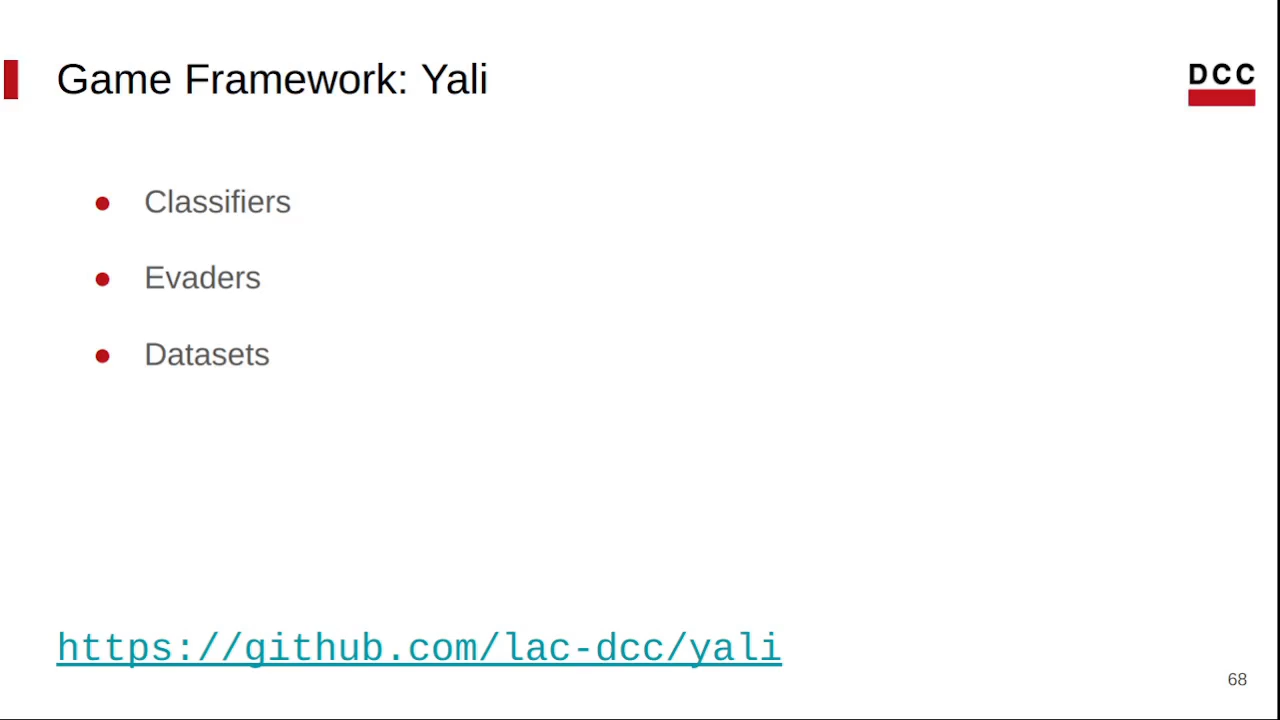 Game Framework: Yali
DCC
● Classifiers
● Evaders
● Datasets
https://github.com/lac-dcc/yali
68